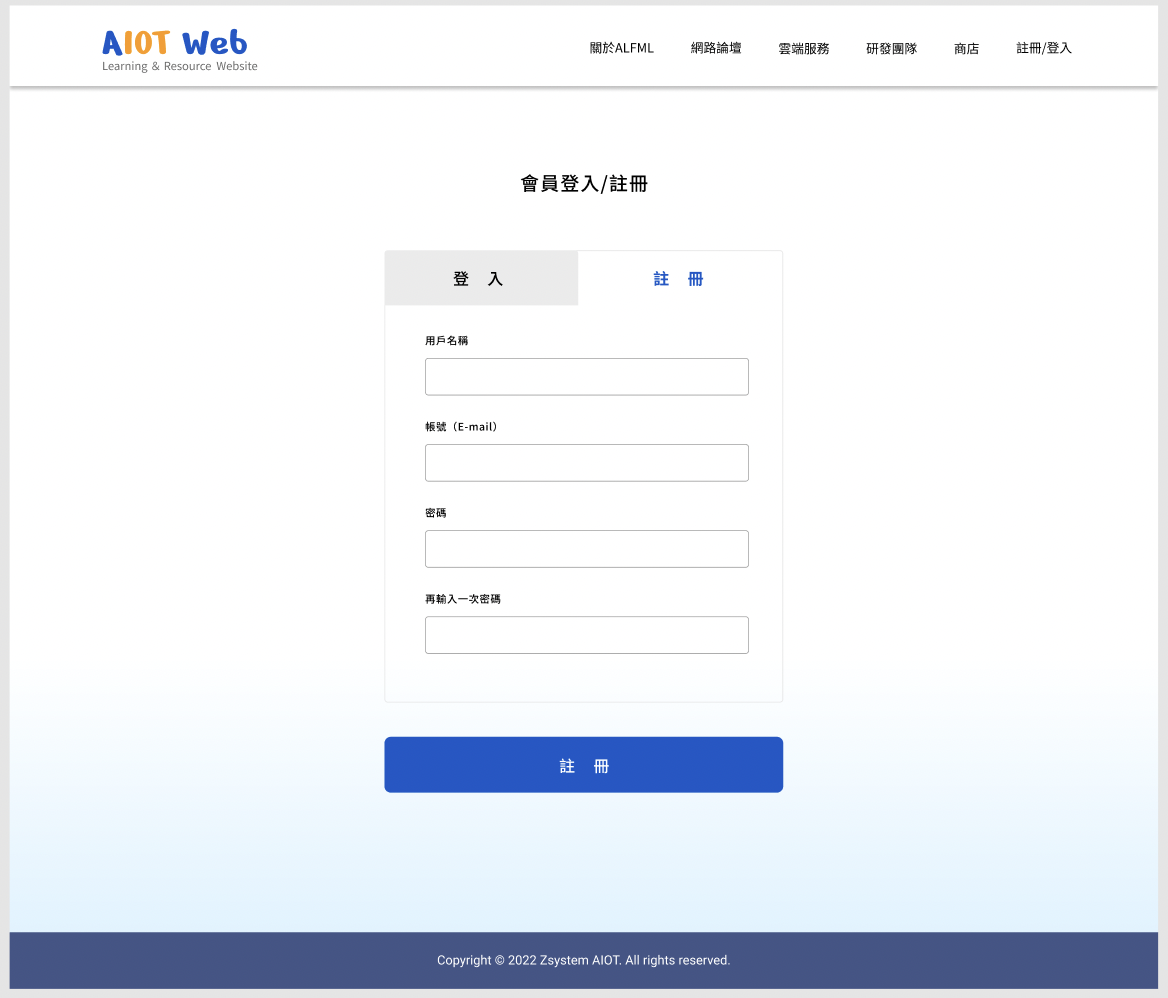 AIOT Web
Learning & Resource Website
關於ALFML 網路論壇 雲端服務 研發團隊 商店 註冊/登入
會員登入/註冊
登 入 註 冊
用戶名稱
帳號（E-mail）
密碼
再輸入一次密碼
註 冊
Copyright © 2022 Zsystem AIOT. All rights reserved.